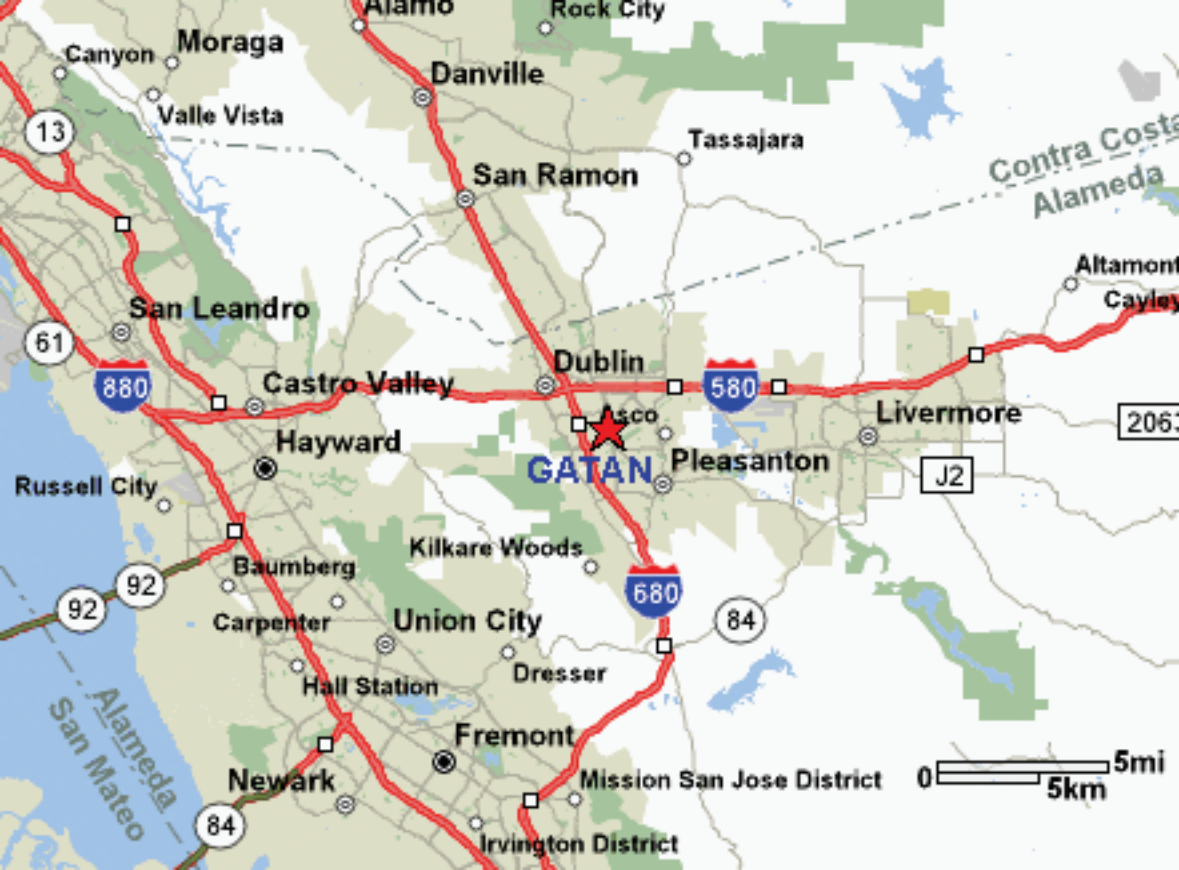 Alamo
Rock City
Canyon
Moraga
Danville
Valle Vista
13
Tassajara
Contra Costa
Alameda
San Ramon
Altamont
Cayley
San Leandro
61
880
Castro Valley
Dublin
580
Asco
Livermore
2063
Hayward
GATAN
Pleasanton
J2
Russell City
Kilkare Woods
Baumberg
92
92
680
84
Carpenter
Union City
Dresser
Hall Station
Alameda
San Mateo
Fremont
Newark
Mission San Jose District
0
5mi
5km
84
Irvington District